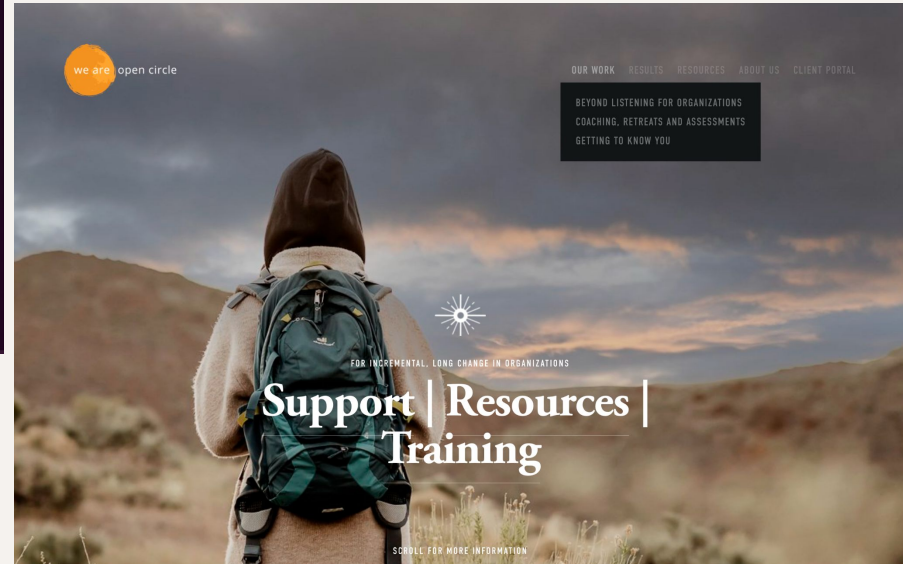 we are open circle
OUR WORK RESULTS RESOURCES ABOUT US CLIENT PORTAL
BEYOND LISTENING FOR ORGANIZATIONS
COACHING, RETREATS AND ASSESSMENTS
GETTING TO KNOW YOU
FOR INCREMENTAL, LONG CHANGE IN ORGANIZATIONS
Support | Resources |
Training
SCROLL FOR MORE INFORMATION